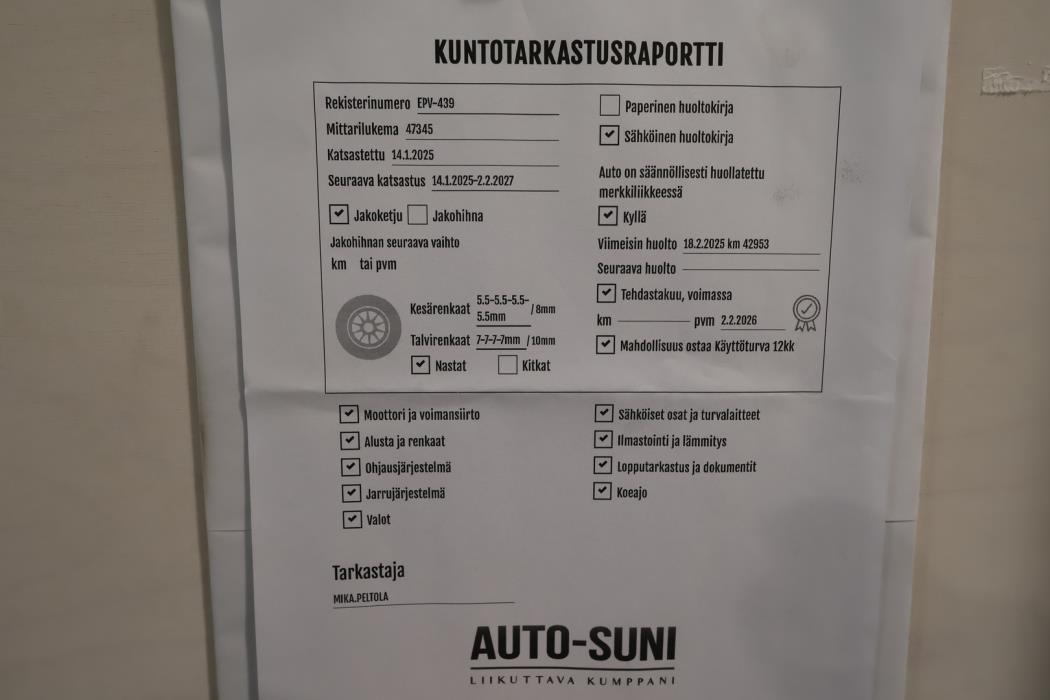 KUNTOTARKASTUSRAPORTTI
Rekisterinumero EPV-439
Mittarilukema 47345
Katsastettu 14.1.2025
Seuraava katsastus 14.1.2025-2.2.2027
Jakoketju Jakohihna
Jakohihnan seuraava vaihto
km tai pvm
Kesärenkaat 5.5-5.5-5.5-
5.5mm / 8mm
Talvirenkaat 7-7-7-7mm / 10mm
Nastat Kitkat
Paperinen huoltokirja
Sähköinen huoltokirja
Auto on säännöllisesti huollatettu
merkkiliikkeessä
Kyllä
Viimeisin huolto 18.2.2025 km 42953
Seuraava huolto
Tehdastakuu, voimassa
km pvm 2.2.2026
Mahdollisuus ostaa Käyttöturva 12kk
Moottori ja voimansiirto
Alusta ja renkaat
Ohjausjärjestelmä
Jarrujärjestelmä
Valot
Sähköiset osat ja turvalaitteet
Ilmastointi ja lämmitys
Lopputarkastus ja dokumentit
Koeajo
Tarkastaja
MIKA.PELTOLA
AUTO-SUNI
LIIKUTTAVA KUMPPANI